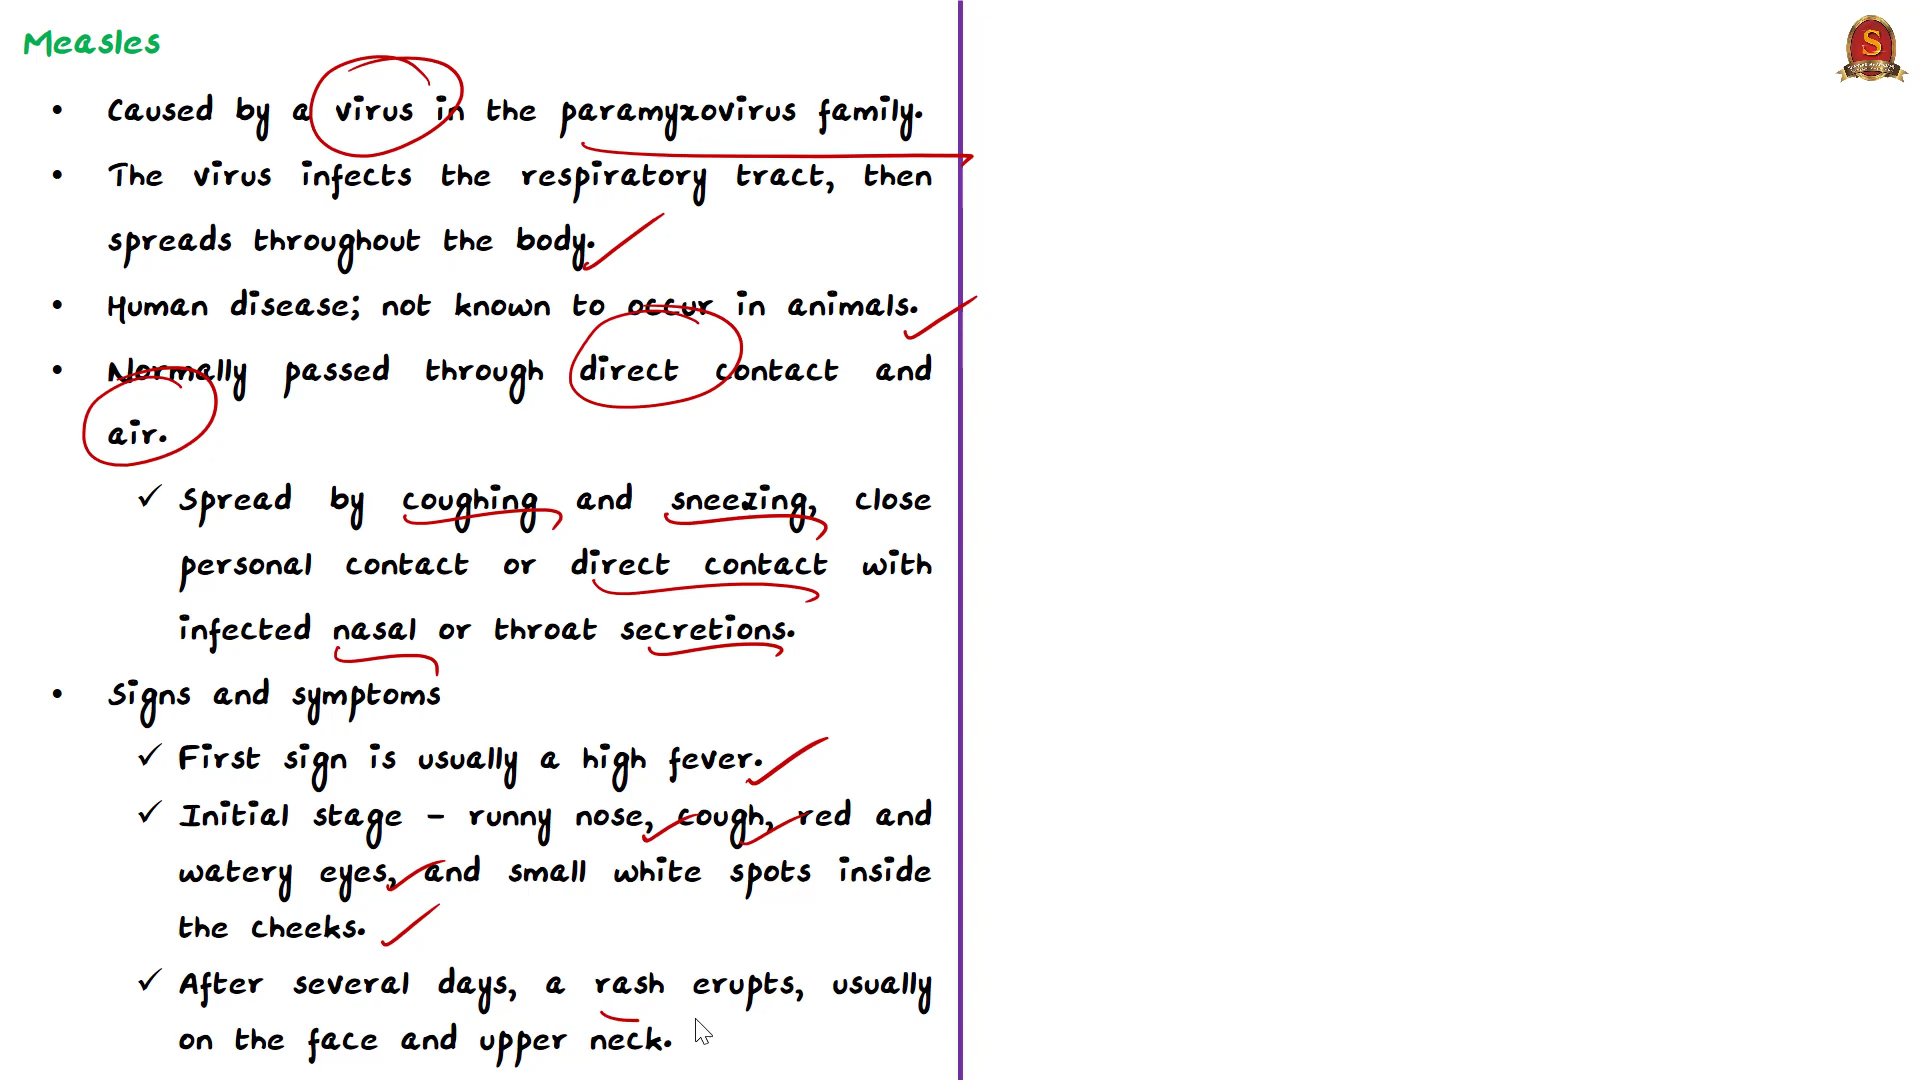 Measles
• Caused by a virus in the paramyxovirus family.
• The virus infects the respiratory tract, then
spreads throughout the body.
• Human disease; not known to occur in animals.
• Normally passed through direct contact and
air.
✓ Spread by coughing and sneezing, close
personal contact or direct contact with
infected nasal or throat secretions.
• Signs and symptoms
✓ First sign is usually a high fever.
✓ Initial stage – runny nose, cough, red and
watery eyes, and small white spots inside
the cheeks.
✓ After several days, a rash erupts, usually
on the face and upper neck.
S